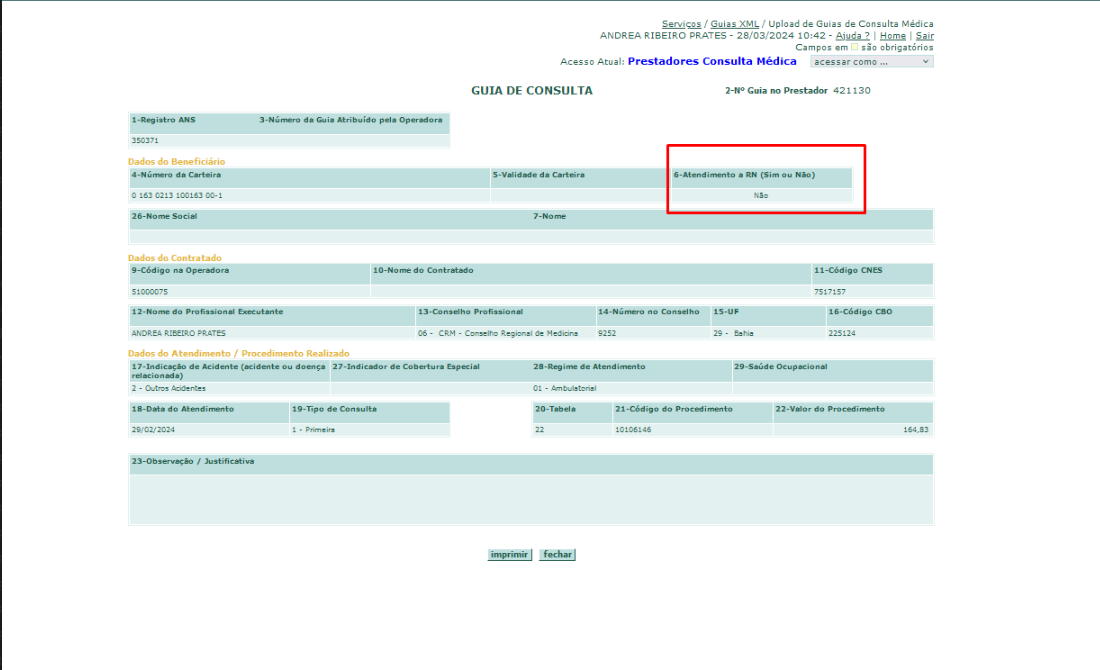 Serviços / Guias XML / Upload de Guias de Consulta Médica
ANDREA RIBEIRO PRATES - 28/03/2024 10:42 - Ajuda ? | Home | Sair
Campos em são obrigatórios
Acesso Atual: Prestadores Consulta Médica acessar como ...
GUIA DE CONSULTA 2-Nº Guia no Prestador 421130
1-Registro ANS 3-Número da Guia Atribuído pela Operadora
350371
Dados do Beneficiário
4-Número da Carteira 5-Validade da Carteira 6-Atendimento a RN (Sim ou Não)
0 163 0213 100163 00-1 Não
26-Nome Social 7-Nome
Dados do Contratado
9-Código na Operadora 10-Nome do Contratado 11-Código CNES
51000075 7517157
12-Nome do Profissional Executante 13-Conselho Profissional 14-Número no Conselho 15-UF 16-Código CBO
ANDREA RIBEIRO PRATES 06 - CRM - Conselho Regional de Medicina 9252 29 - Bahia 225124
Dados do Atendimento / Procedimento Realizado
17-Indicação de Acidente (acidente ou doença relacionada) 27-Indicador de Cobertura Especial 28-Regime de Atendimento 29-Saúde Ocupacional
2 - Outros Acidentes 01 - Ambulatorial
18-Data do Atendimento 19-Tipo de Consulta 20-Tabela 21-Código do Procedimento 22-Valor do Procedimento
29/02/2024 1 - Primeira 22 10106146 164,83
23-Observação / Justificativa
imprimir fechar